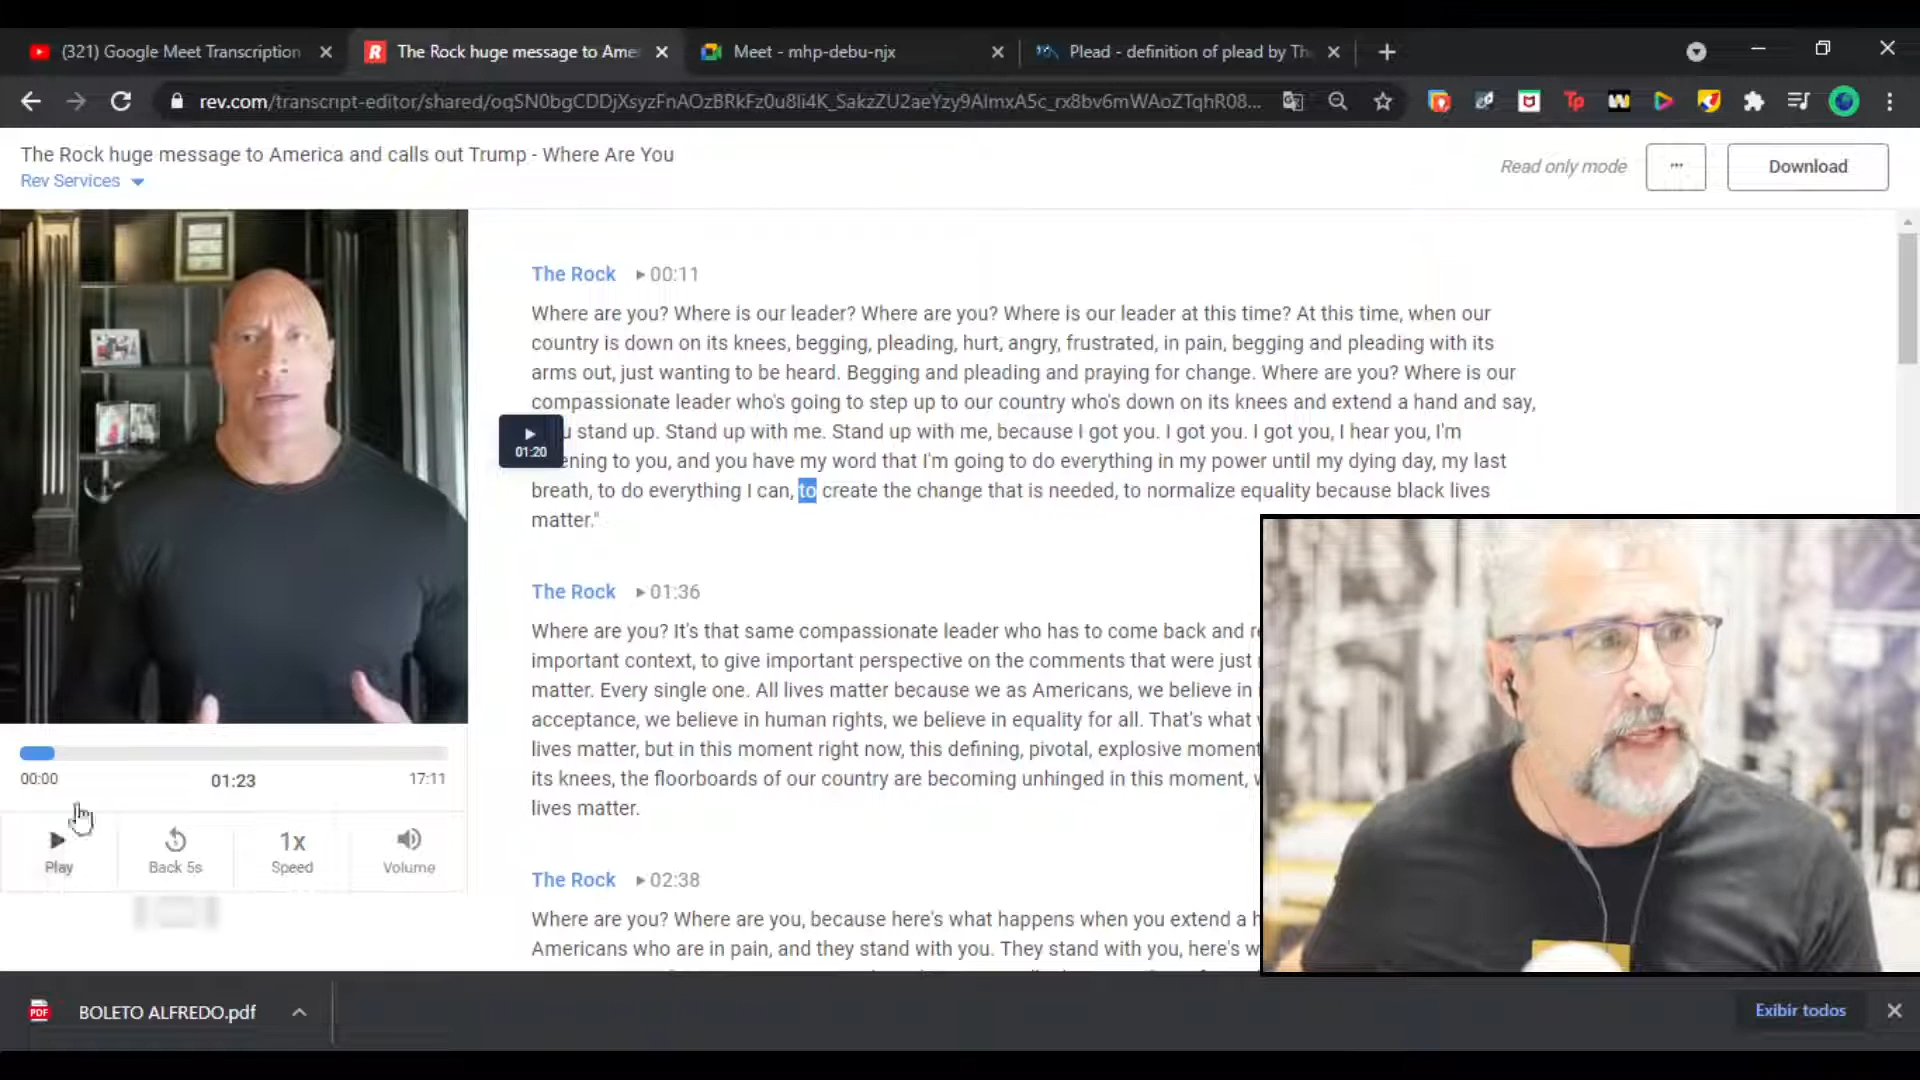 (321) Google Meet Transcription
The Rock huge message to Ame
Meet - mhp-debu-njx
Plead - definition of plead by Th
rev.com/transcript-editor/shared/oqSN0bgCDDjXsyzFnAOzBRkFz0u8li4K_SakzZU2aeYzy9AImxA5c_rx8bv6mWAoZTqhR08...
The Rock huge message to America and calls out Trump - Where Are You
Rev Services
Read only mode
...
Download
The Rock 00:11
Where are you? Where is our leader? Where are you? Where is our leader at this time? At this time, when our
country is down on its knees, begging, pleading, hurt, angry, frustrated, in pain, begging and pleading with its
arms out, just wanting to be heard. Begging and pleading and praying for change. Where are you? Where is our
compassionate leader who's going to step up to our country who's down on its knees and extend a hand and say,
stand up. Stand up with me. Stand up with me, because I got you. I got you. I got you, I hear you, I'm
01:20
ening to you, and you have my word that I'm going to do everything in my power until my dying day, my last
breath, to do everything I can, to create the change that is needed, to normalize equality because black lives
matter."
The Rock 01:36
Where are you? It's that same compassionate leader who has to come back and r
important context, to give important perspective on the comments that were just
matter. Every single one. All lives matter because we as Americans, we believe in
acceptance, we believe in human rights, we believe in equality for all. That's what
lives matter, but in this moment right now, this defining, pivotal, explosive moment
its knees, the floorboards of our country are becoming unhinged in this moment,
lives matter.
The Rock 02:38
Where are you? Where are you, because here's what happens when you extend a h
Americans who are in pain, and they stand with you. They stand with you, here's w
00:00
01:23
17:11
Play
Back 5s
1x
Speed
Volume
PDF
BOLETO ALFREDO.pdf
Exibir todos